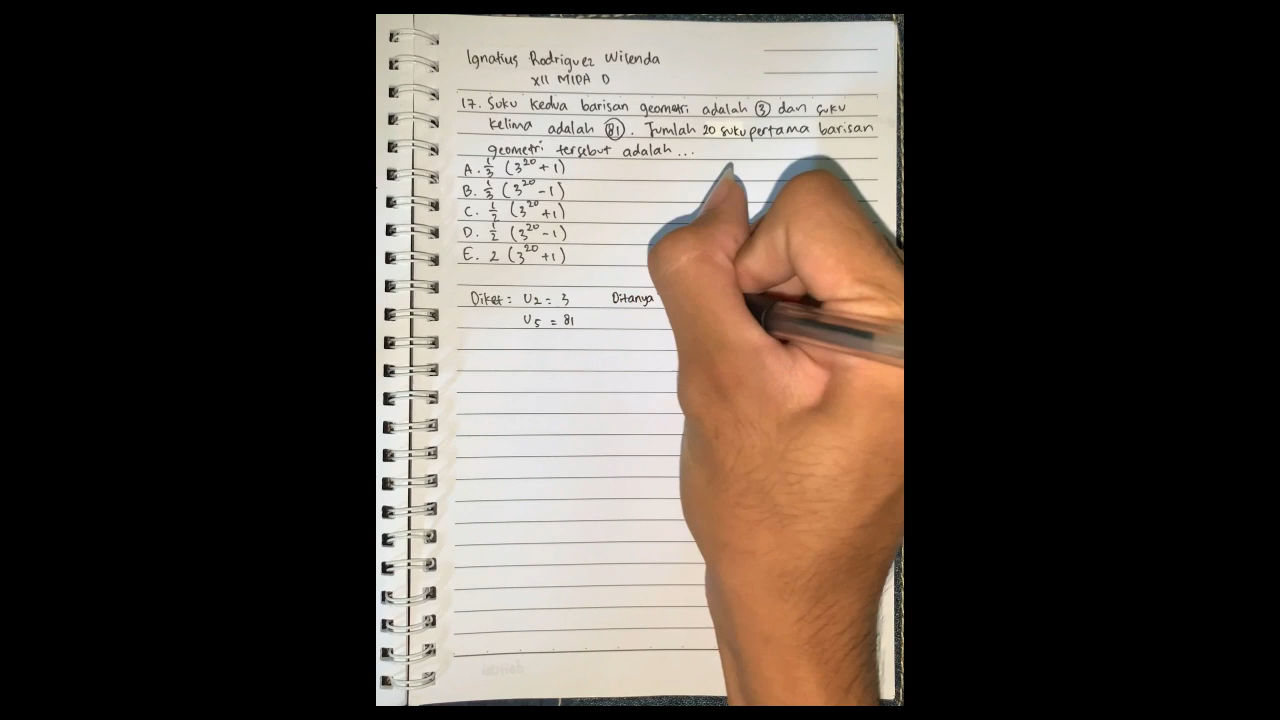 Ignatius Rodriguez Wilenda
XII MIPA D
17. Suku kedua barisan geometri adalah 3 dan suku
kelima adalah 81. Jumlah 20 suku pertama barisan
geometri tersebut adalah ...
A. 1/3 (3^20 + 1)
B. 1/3 (3^20 - 1)
C. 1/2 (3^20 + 1)
D. 1/2 (3^20 - 1)
E. 2 (3^20 + 1)
Diket : U2 = 3 Ditanya
U5 = 81